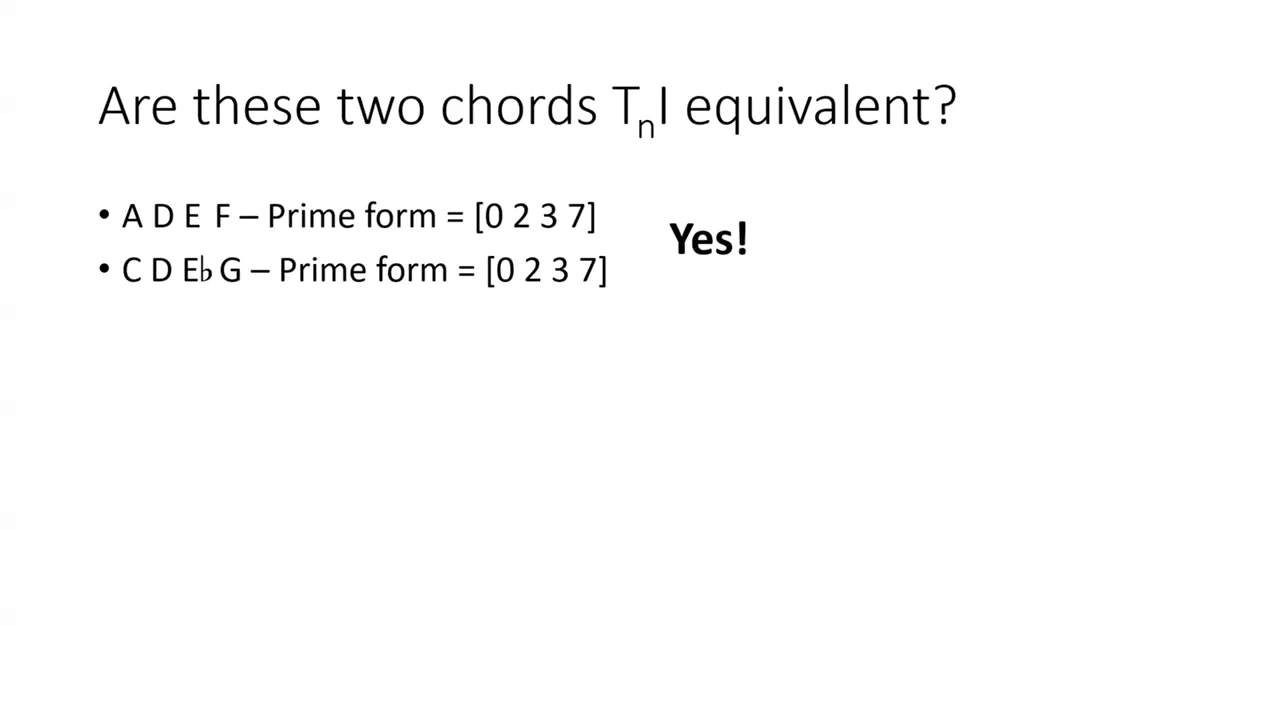 Are these two chords TnI equivalent?
• A D E F – Prime form = [0 2 3 7]
Yes!
• C D E♭ G – Prime form = [0 2 3 7]